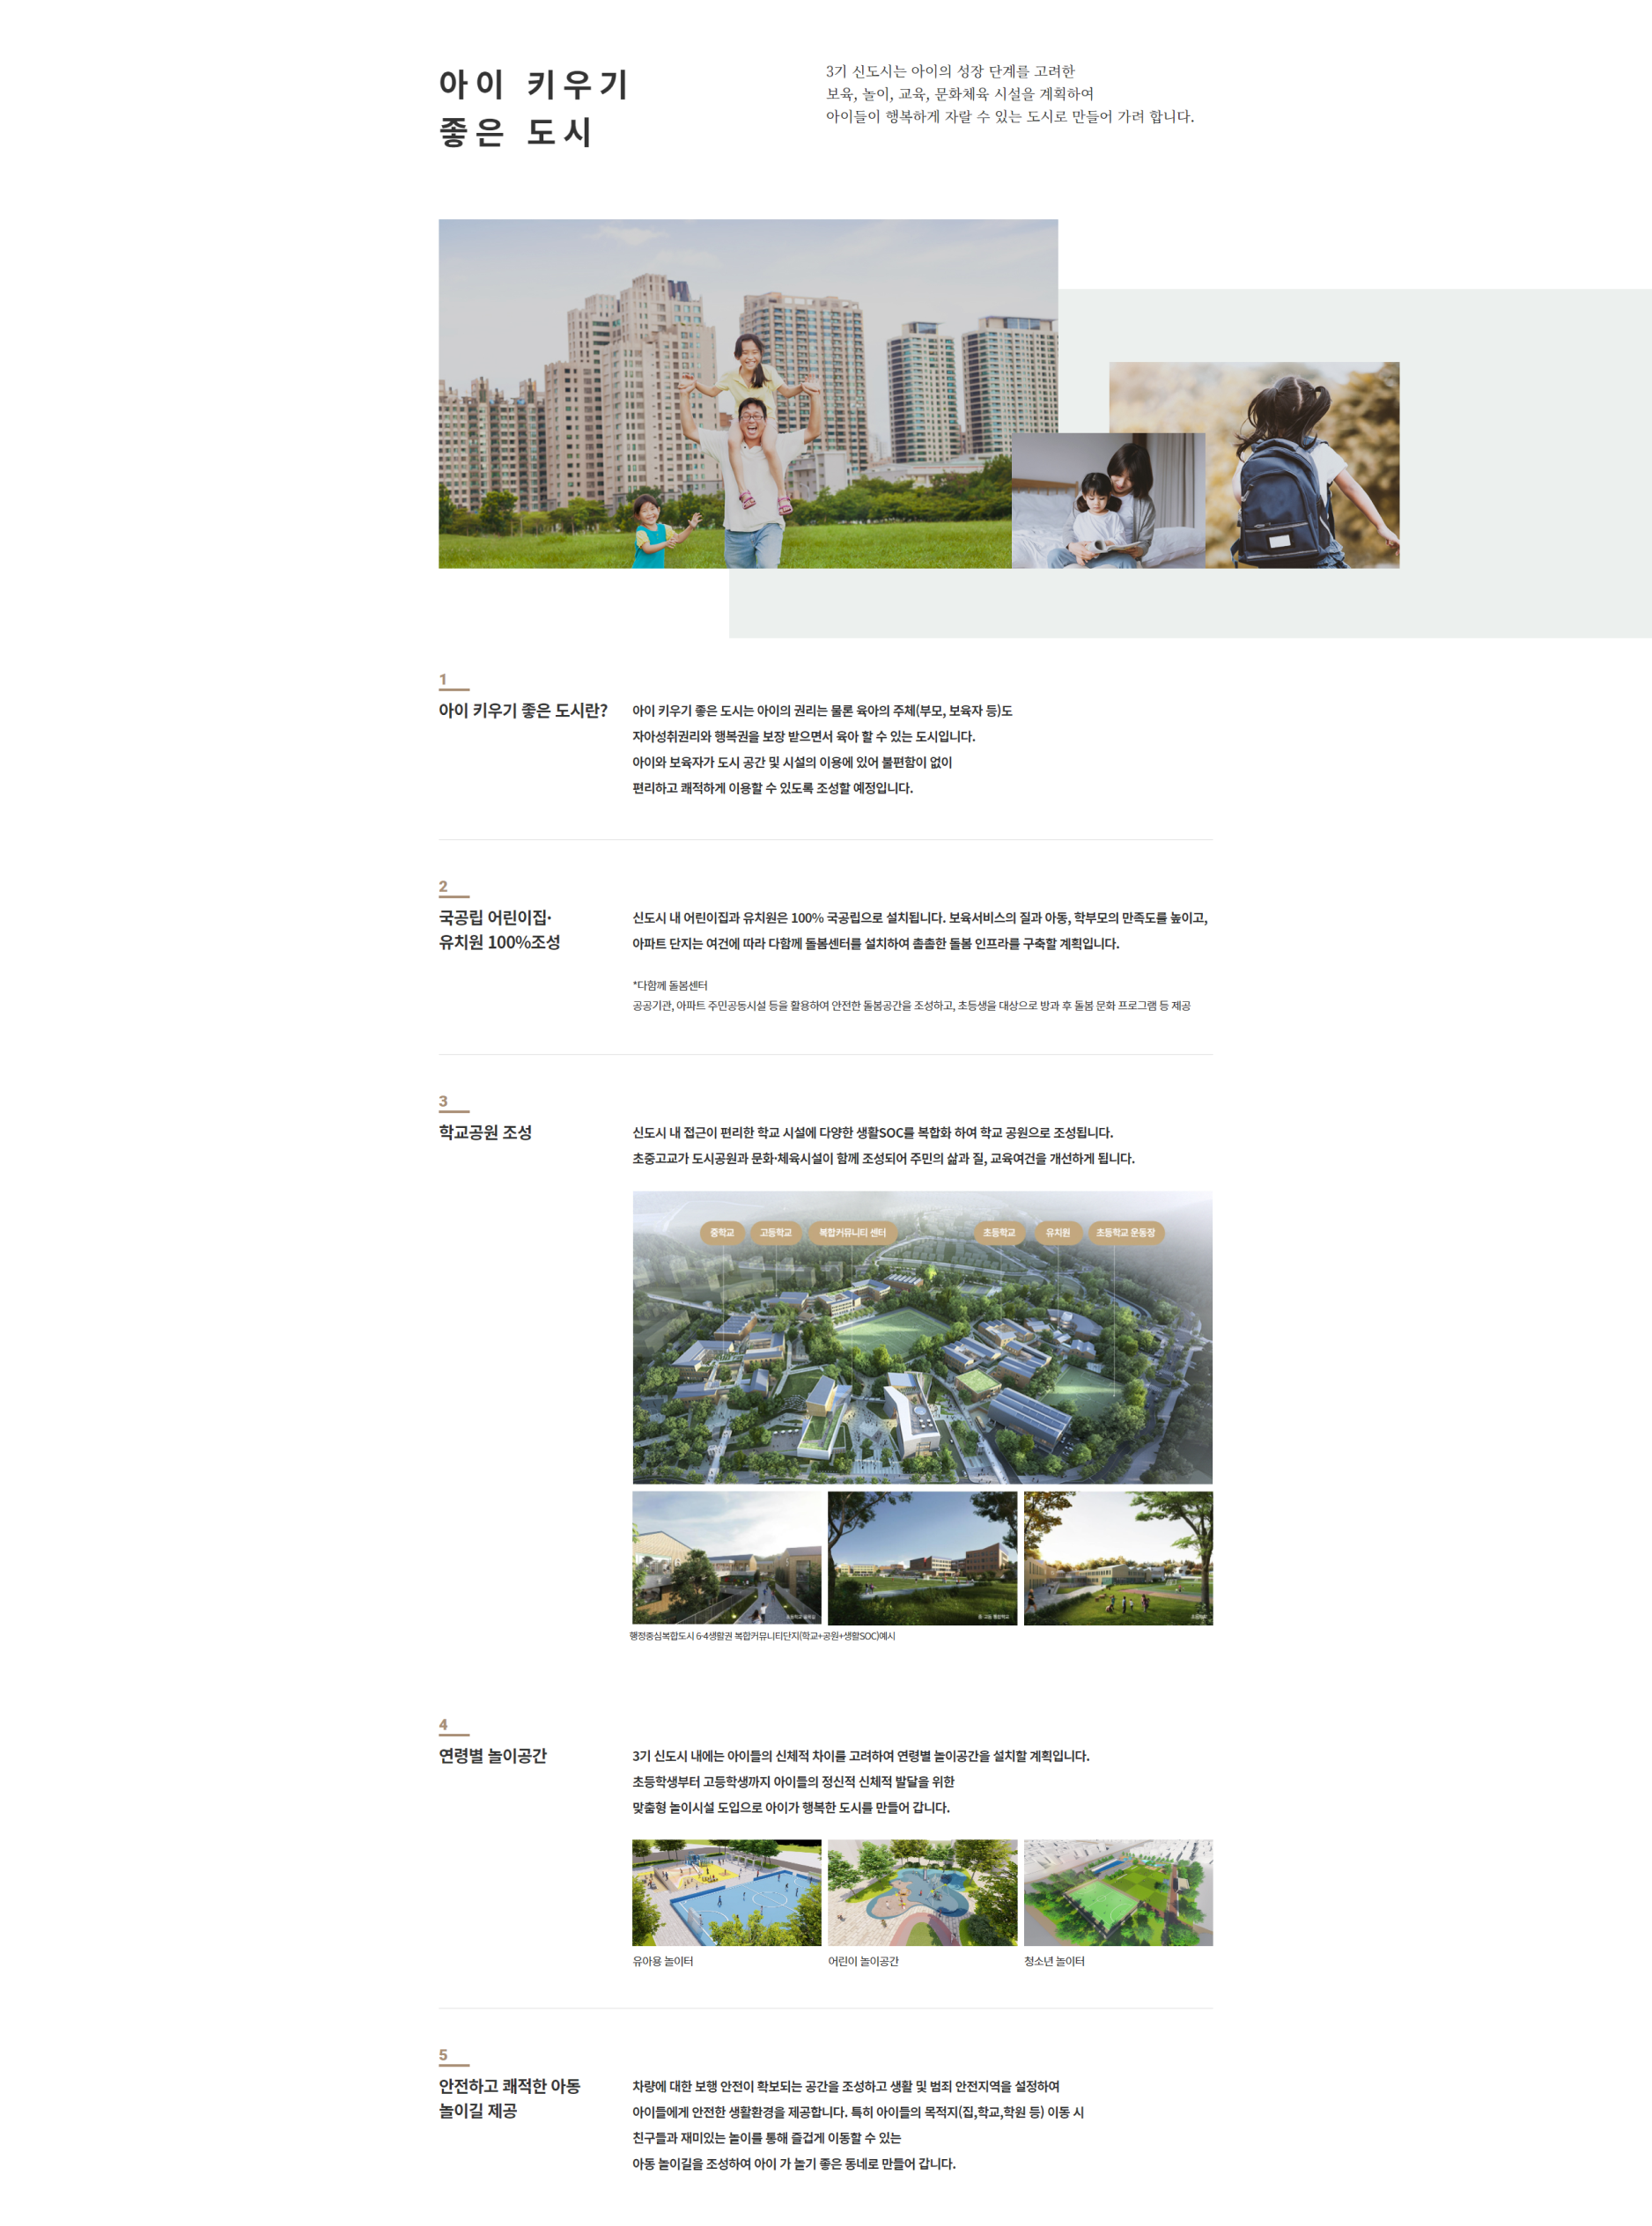 아이 키우기
좋은 도시
3기 신도시는 아이의 성장 단계를 고려한
보육, 놀이, 교육, 문화체육 시설을 계획하여
아이들이 행복하게 자랄 수 있는 도시로 만들어 가려 합니다.
1
아이 키우기 좋은 도시란?
아이 키우기 좋은 도시는 아이의 권리는 물론 육아의 주체(부모, 보육자 등)도
자아성취권리와 행복권을 보장 받으면서 육아 할 수 있는 도시입니다.
아이와 보육자가 도시 공간 및 시설의 이용에 있어 불편함이 없이
편리하고 쾌적하게 이용할 수 있도록 조성할 예정입니다.
2
국공립 어린이집·
유치원 100%조성
신도시 내 어린이집과 유치원은 100% 국공립으로 설치됩니다. 보육서비스의 질과 아동, 학부모의 만족도를 높이고,
아파트 단지는 여건에 따라 다함께 돌봄센터를 설치하여 촘촘한 돌봄 인프라를 구축할 계획입니다.
*다함께 돌봄센터
공공기관, 아파트 주민공동시설 등을 활용하여 안전한 돌봄공간을 조성하고, 초등생을 대상으로 방과 후 돌봄 문화 프로그램 등 제공
3
학교공원 조성
신도시 내 접근이 편리한 학교 시설에 다양한 생활SOC를 복합화 하여 학교 공원으로 조성됩니다.
초중고교가 도시공원과 문화·체육시설이 함께 조성되어 주민의 삶과 질, 교육여건을 개선하게 됩니다.
중학교 고등학교 복합커뮤니티 센터 초등학교 유치원 초등학교 운동장
초등학교
행정중심복합도시 6-4생활권 복합커뮤니티단지(학교+공원+생활SOC)예시
4
연령별 놀이공간
3기 신도시 내에는 아이들의 신체적 차이를 고려하여 연령별 놀이공간을 설치할 계획입니다.
초등학생부터 고등학생까지 아이들의 정신적 신체적 발달을 위한
맞춤형 놀이시설 도입으로 아이가 행복한 도시를 만들어 갑니다.
유아용 놀이터
어린이 놀이공간
청소년 놀이터
5
안전하고 쾌적한 아동
놀이길 제공
차량에 대한 보행 안전이 확보되는 공간을 조성하고 생활 및 범죄 안전지역을 설정하여
아이들에게 안전한 생활환경을 제공합니다. 특히 아이들의 목적지(집,학교,학원 등) 이동 시
친구들과 재미있는 놀이를 통해 즐겁게 이동할 수 있는
아동 놀이길을 조성하여 아이 가 놀기 좋은 동네로 만들어 갑니다.